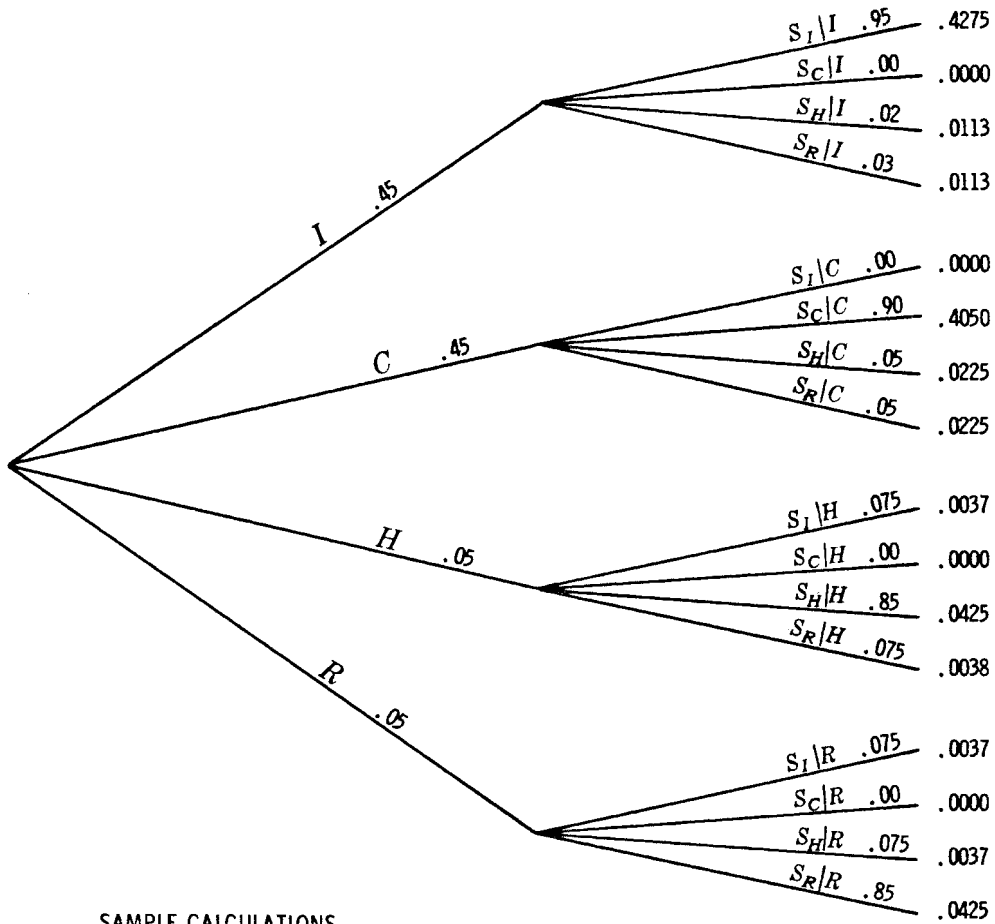 S_I|I .95 .4275
S_C|I .00 .0000
S_H|I .02 .0113
S_R|I .03 .0113
I .45
S_I|C .00 .0000
S_C|C .90 .4050
S_H|C .05 .0225
S_R|C .05 .0225
C .45
S_I|H .075 .0037
S_C|H .00 .0000
S_H|H .85 .0425
S_R|H .075 .0038
H .05
R .05
S_I|R .075 .0037
S_C|R .00 .0000
S_H|R .075 .0037
S_R|R .85 .0425
SAMPLE CALCULATIONS